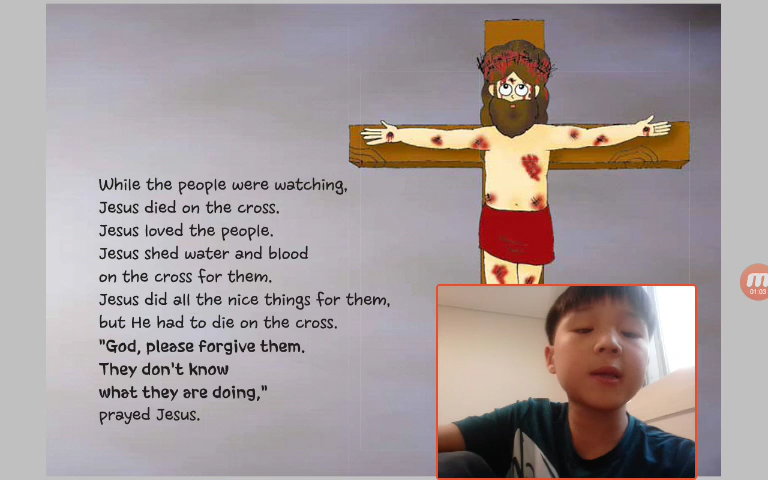 While the people were watching,
Jesus died on the cross.
Jesus loved the people.
Jesus shed water and blood
on the cross for them.
Jesus did all the nice things for them,
but He had to die on the cross.
"God, please forgive them.
They don't know
what they are doing,"
prayed Jesus.
01:03